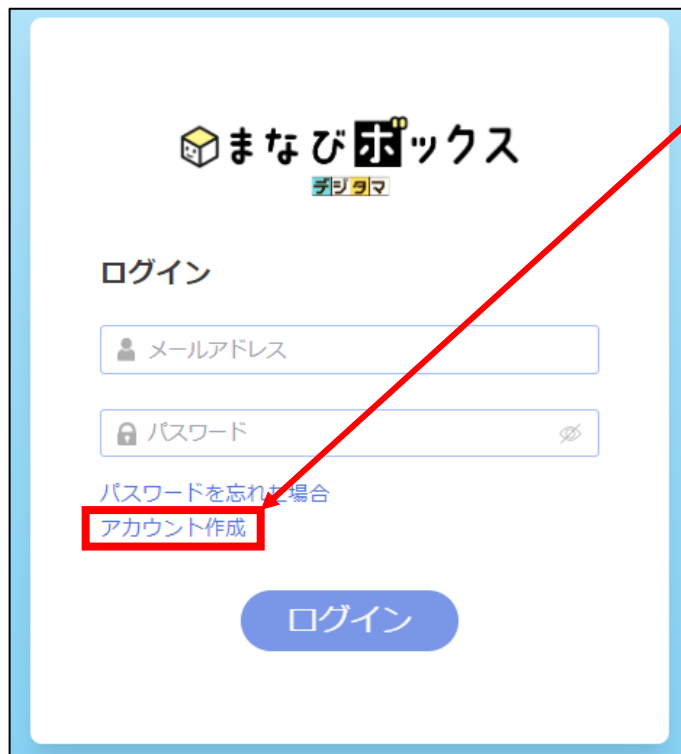 まなびボックス
デジタマ
ログイン
メールアドレス
パスワード
パスワードを忘れた場合
アカウント作成
ログイン